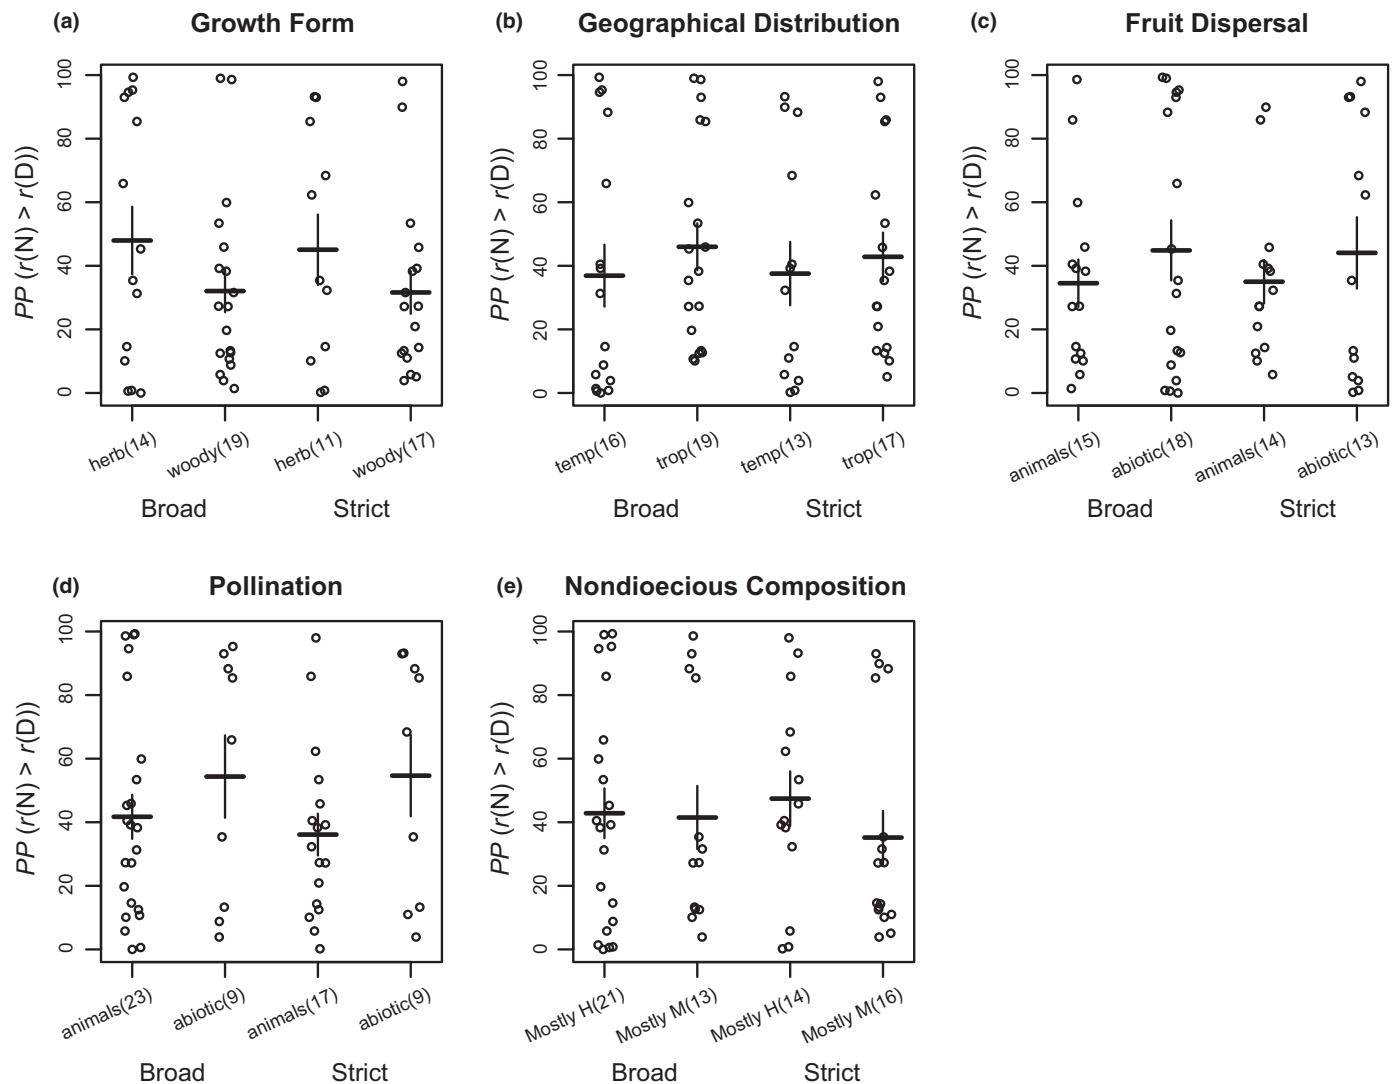 (a) Growth Form
PP (r(N) > r(D))
100
80
60
40
20
0
herb(14) woody(19) herb(11) woody(17)
Broad Strict
(b) Geographical Distribution
PP (r(N) > r(D))
100
80
60
40
20
0
temp(16) trop(19) temp(13) trop(17)
Broad Strict
(c) Fruit Dispersal
PP (r(N) > r(D))
100
80
60
40
20
0
animals(15) abiotic(18) animals(14) abiotic(13)
Broad Strict
(d) Pollination
PP (r(N) > r(D))
100
80
60
40
20
0
animals(23) abiotic(9) animals(17) abiotic(9)
Broad Strict
(e) Nondioecious Composition
PP (r(N) > r(D))
100
80
60
40
20
0
Mostly H(21) Mostly M(13) Mostly H(14) Mostly M(16)
Broad Strict